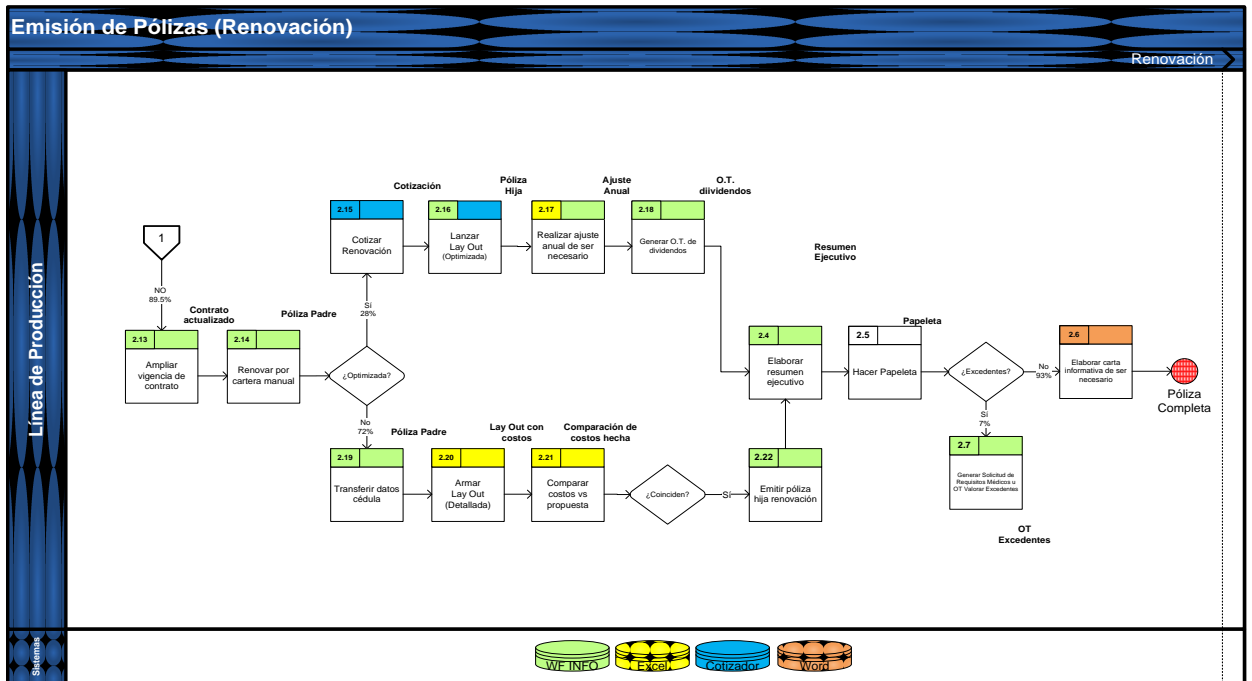 Emisión de Pólizas (Renovación)
Renovación
Línea de Producción
1
NO
89.5%
Contrato
actualizado
2.13
Ampliar
vigencia de
contrato
Póliza Padre
2.14
Renovar por
cartera manual
¿Optimizada?
Sí
28%
Cotización
2.15
Cotizar
Renovación
Póliza
Hija
2.16
Lanzar
Lay Out
(Optimizada)
Ajuste
Anual
2.17
Realizar ajuste
anual de ser
necesario
O.T.
diividendos
2.18
Generar O.T. de
dividendos
No
72%
Póliza Padre
2.19
Transferir datos
cédula
Lay Out con
costos
2.20
Armar
Lay Out
(Detallada)
Comparación de
costos hecha
2.21
Comparar
costos vs
propuesta
¿Coinciden?
Sí
2.22
Emitir póliza
hija renovación
Resumen
Ejecutivo
2.4
Elaborar
resumen
ejecutivo
Papeleta
2.5
Hacer Papeleta
¿Excedentes?
No
93%
2.6
Elaborar carta
informativa de ser
necesario
Póliza
Completa
Sí
7%
2.7
Generar Solicitud de
Requisitos Médicos u
OT Valorar Excedentes
OT
Excedentes
Sistemas
WF INFO
Excel
Cotizador
Word